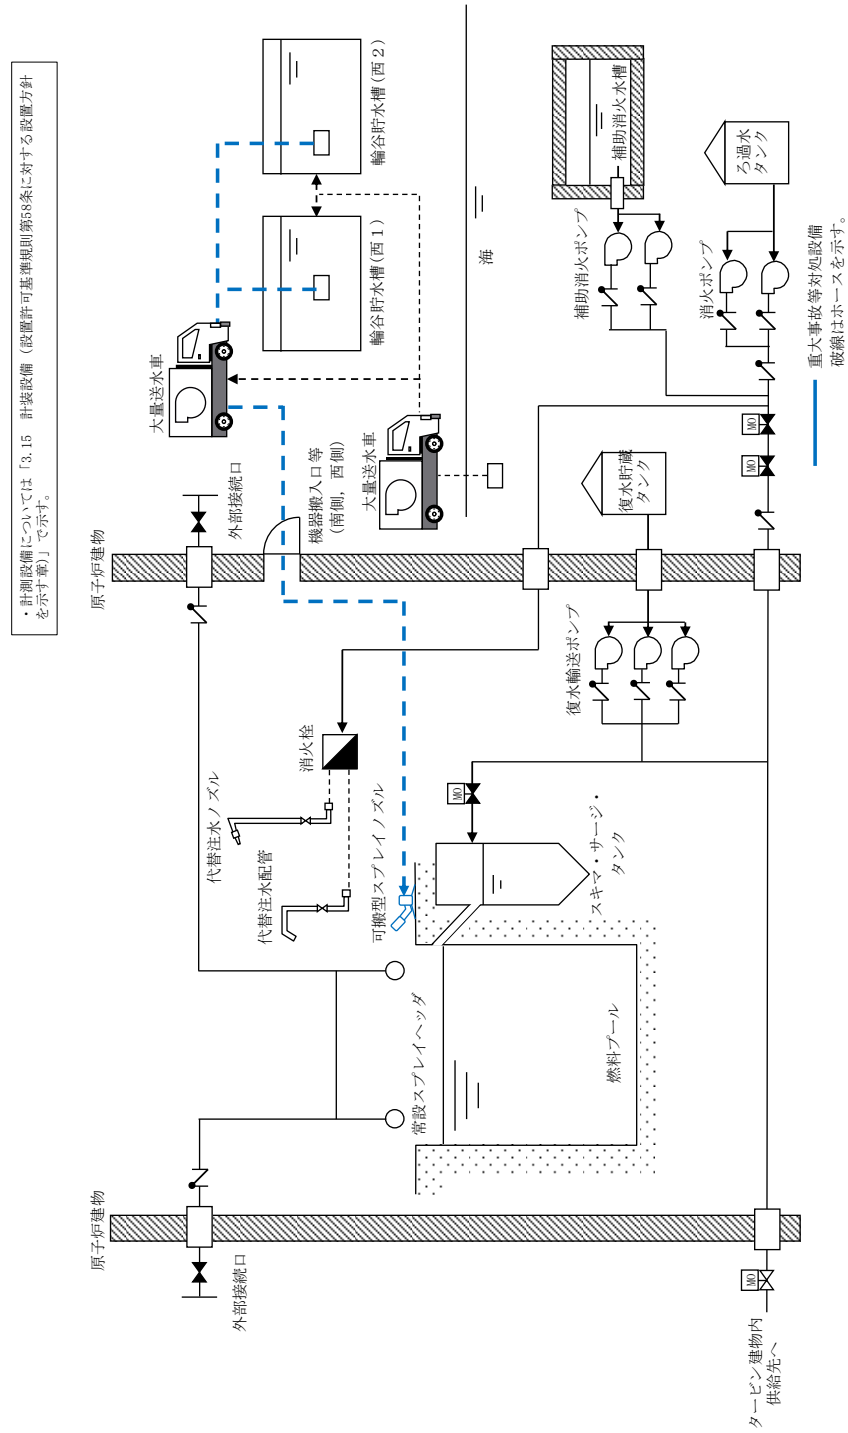 ・計測設備については「3.15　計装設備（設置許可基準規則第58条に対する設置方針
を示す章）」で示す。
原子炉建物
外部接続口
原子炉建物
外部接続口
機器搬入口等
（南側，西側）
大量送水車
大量送水車
輪谷貯水槽（西１）
輪谷貯水槽（西２）
海
代替注水ノズル
代替注水配管
消火栓
可搬型スプレイノズル
常設スプレイヘッダ
燃料プール
スキマ・サージ・
タンク
MO
復水輸送ポンプ
復水貯蔵
タンク
補助消火ポンプ
補助消火水槽
消火ポンプ
ろ過水
タンク
MO
MO
MO
タービン建物内
供給先へ
重大事故等対処設備
破線はホースを示す。